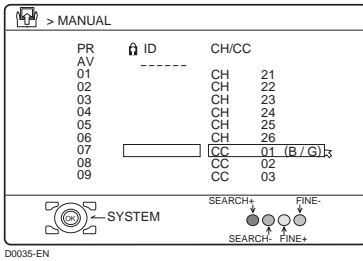 > MANUAL
PR ID CH/CC
AV ------
01 CH 21
02 CH 22
03 CH 23
04 CH 24
05 CH 25
06 CH 26
07 CC 01 (B / G)
08 CC 02
09 CC 03
OK SYSTEM
SEARCH+ FINE-
SEARCH- FINE+
D0035-EN